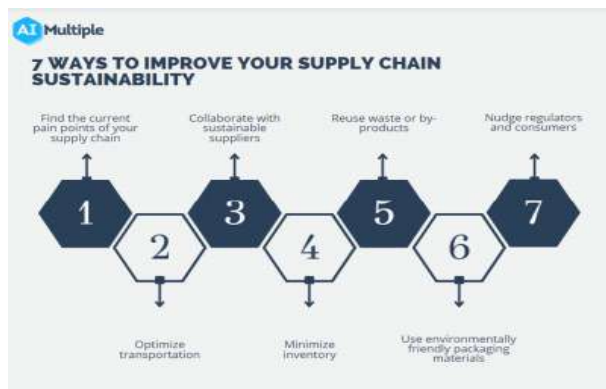 AI Multiple
7 WAYS TO IMPROVE YOUR SUPPLY CHAIN
SUSTAINABILITY
Find the current
pain points of your
supply chain
Collaborate with
sustainable
suppliers
Reuse waste or by-
products
Nudge regulators
and consumers
1
2
3
4
5
6
7
Optimize
transportation
Minimize
inventory
Use environmentally
friendly packaging
materials